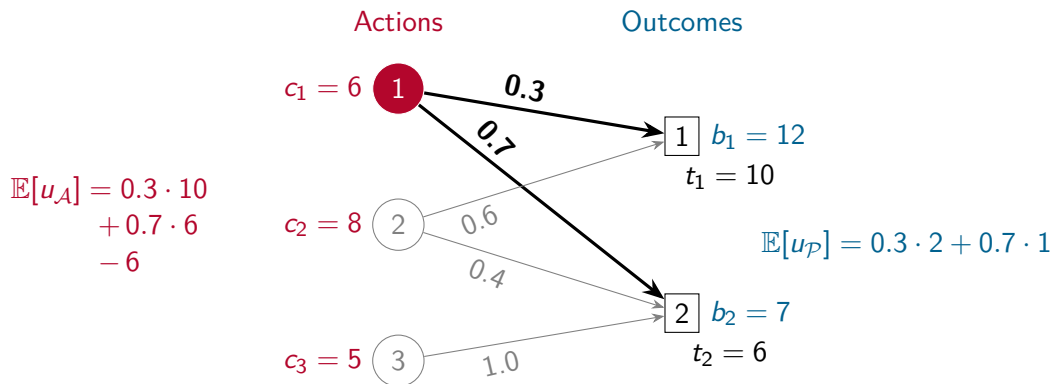 Actions Outcomes
c₁ = 6 1 0.3
0.7
1 b₁ = 12
t₁ = 10
𝔼[u_𝒜] = 0.3 · 10
+ 0.7 · 6
− 6
c₂ = 8 2 0.6
0.4
𝔼[u_𝒫] = 0.3 · 2 + 0.7 · 1
2 b₂ = 7
t₂ = 6
c₃ = 5 3 1.0